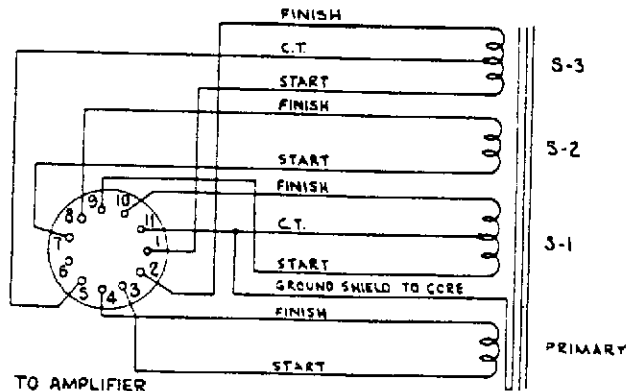 FINISH
C.T.
START
S-3
FINISH
START
S-2
FINISH
C.T.
START
S-1
GROUND SHIELD TO CORE
FINISH
START
PRIMARY
8 9 10 11
7 1
6 5 4 3 2
TO AMPLIFIER